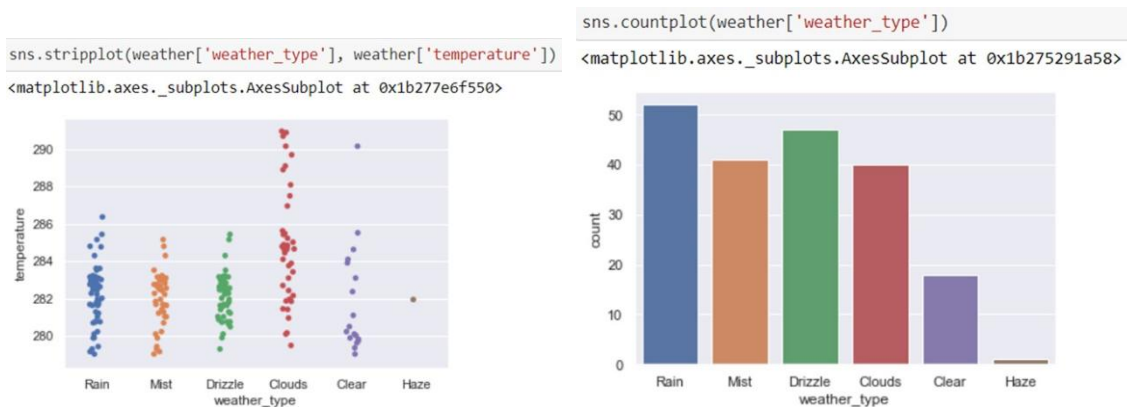 sns.stripplot(weather['weather_type'], weather['temperature'])
<matplotlib.axes._subplots.AxesSubplot at 0x1b277e6f550>
290
288
286
284
282
280
temperature
Rain Mist Drizzle Clouds Clear Haze
weather_type
sns.countplot(weather['weather_type'])
<matplotlib.axes._subplots.AxesSubplot at 0x1b275291a58>
50
40
30
20
10
0
count
Rain Mist Drizzle Clouds Clear Haze
weather_type